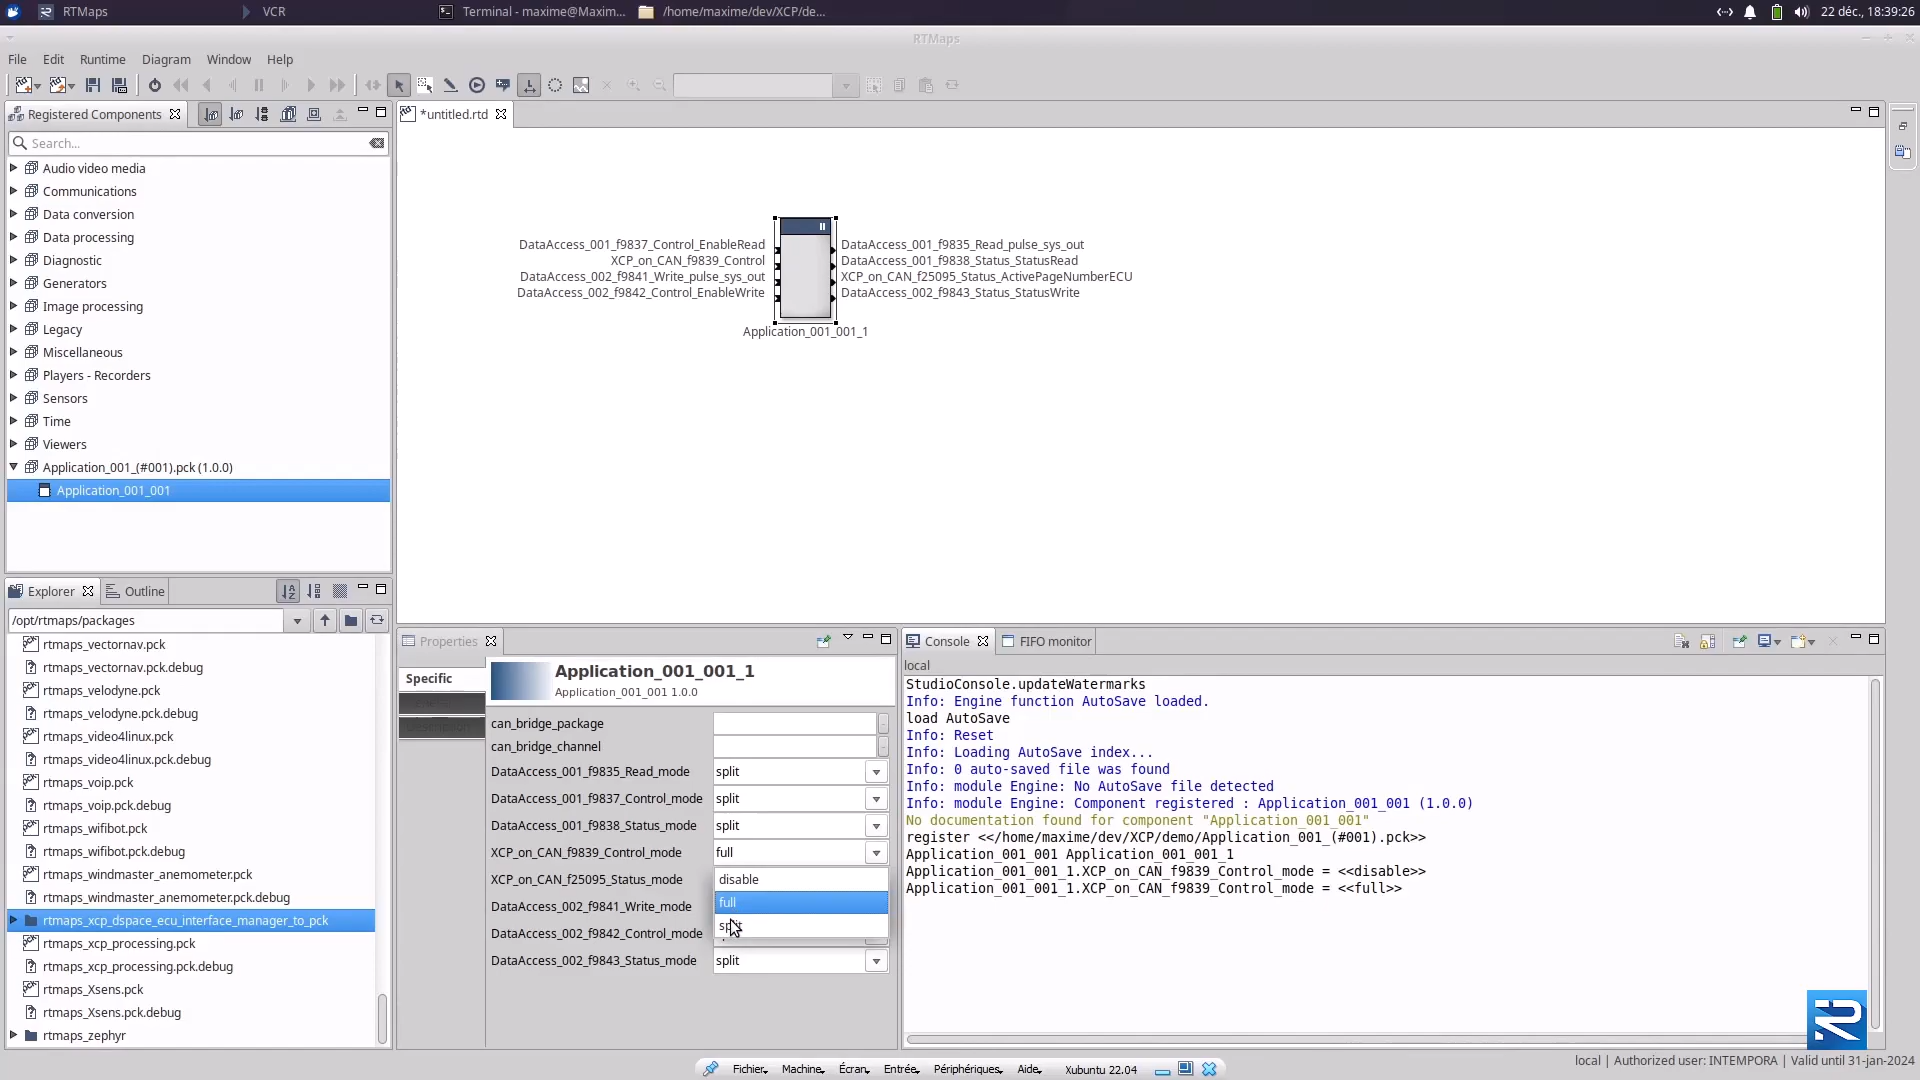 RTMaps
VCR
Terminal - maxime@Maxim...
/home/maxime/dev/XCP/de...
22 déc., 18:39:26
RTMaps
File Edit Runtime Diagram Window Help
Registered Components
*untitled.rtd
Search...
Audio video media
Communications
Data conversion
Data processing
Diagnostic
Generators
Image processing
Legacy
Miscellaneous
Players - Recorders
Sensors
Time
Viewers
Application_001_(#001).pck (1.0.0)
Application_001_001
DataAccess_001_f9837_Control_EnableRead
XCP_on_CAN_f9839_Control
DataAccess_002_f9841_Write_pulse_sys_out
DataAccess_002_f9842_Control_EnableWrite
DataAccess_001_f9835_Read_pulse_sys_out
DataAccess_001_f9838_Status_StatusRead
XCP_on_CAN_f25095_Status_ActivePageNumberECU
DataAccess_002_f9843_Status_StatusWrite
Application_001_001_1
Explorer
Outline
/opt/rtmaps/packages
rtmaps_vectornav.pck
rtmaps_vectornav.pck.debug
rtmaps_velodyne.pck
rtmaps_velodyne.pck.debug
rtmaps_video4linux.pck
rtmaps_video4linux.pck.debug
rtmaps_voip.pck
rtmaps_voip.pck.debug
rtmaps_wifibot.pck
rtmaps_wifibot.pck.debug
rtmaps_windmaster_anemometer.pck
rtmaps_windmaster_anemometer.pck.debug
rtmaps_xcp_dspace_ecu_interface_manager_to_pck
rtmaps_xcp_processing.pck
rtmaps_xcp_processing.pck.debug
rtmaps_Xsens.pck
rtmaps_Xsens.pck.debug
rtmaps_zephyr
Properties
Specific
Application_001_001_1
Application_001_001 1.0.0
can_bridge_package
can_bridge_channel
DataAccess_001_f9835_Read_mode split
DataAccess_001_f9837_Control_mode split
DataAccess_001_f9838_Status_mode split
XCP_on_CAN_f9839_Control_mode full
XCP_on_CAN_f25095_Status_mode disable
DataAccess_002_f9841_Write_mode full
split
DataAccess_002_f9842_Control_mode
DataAccess_002_f9843_Status_mode split
Console
FIFO monitor
local
StudioConsole.updateWatermarks
Info: Engine function AutoSave loaded.
load AutoSave
Info: Reset
Info: Loading AutoSave index...
Info: 0 auto-saved file was found
Info: module Engine: No AutoSave file detected
Info: module Engine: Component registered : Application_001_001 (1.0.0)
No documentation found for component "Application_001_001"
register <</home/maxime/dev/XCP/demo/Application_001_(#001).pck>>
Application_001_001 Application_001_001_1
Application_001_001_1.XCP_on_CAN_f9839_Control_mode = <<disable>>
Application_001_001_1.XCP_on_CAN_f9839_Control_mode = <<full>>
local | Authorized user: INTEMPORA | Valid until 31-jan-2024
Fichier Machine Écran Entrée Périphériques Aide Xubuntu 22.04